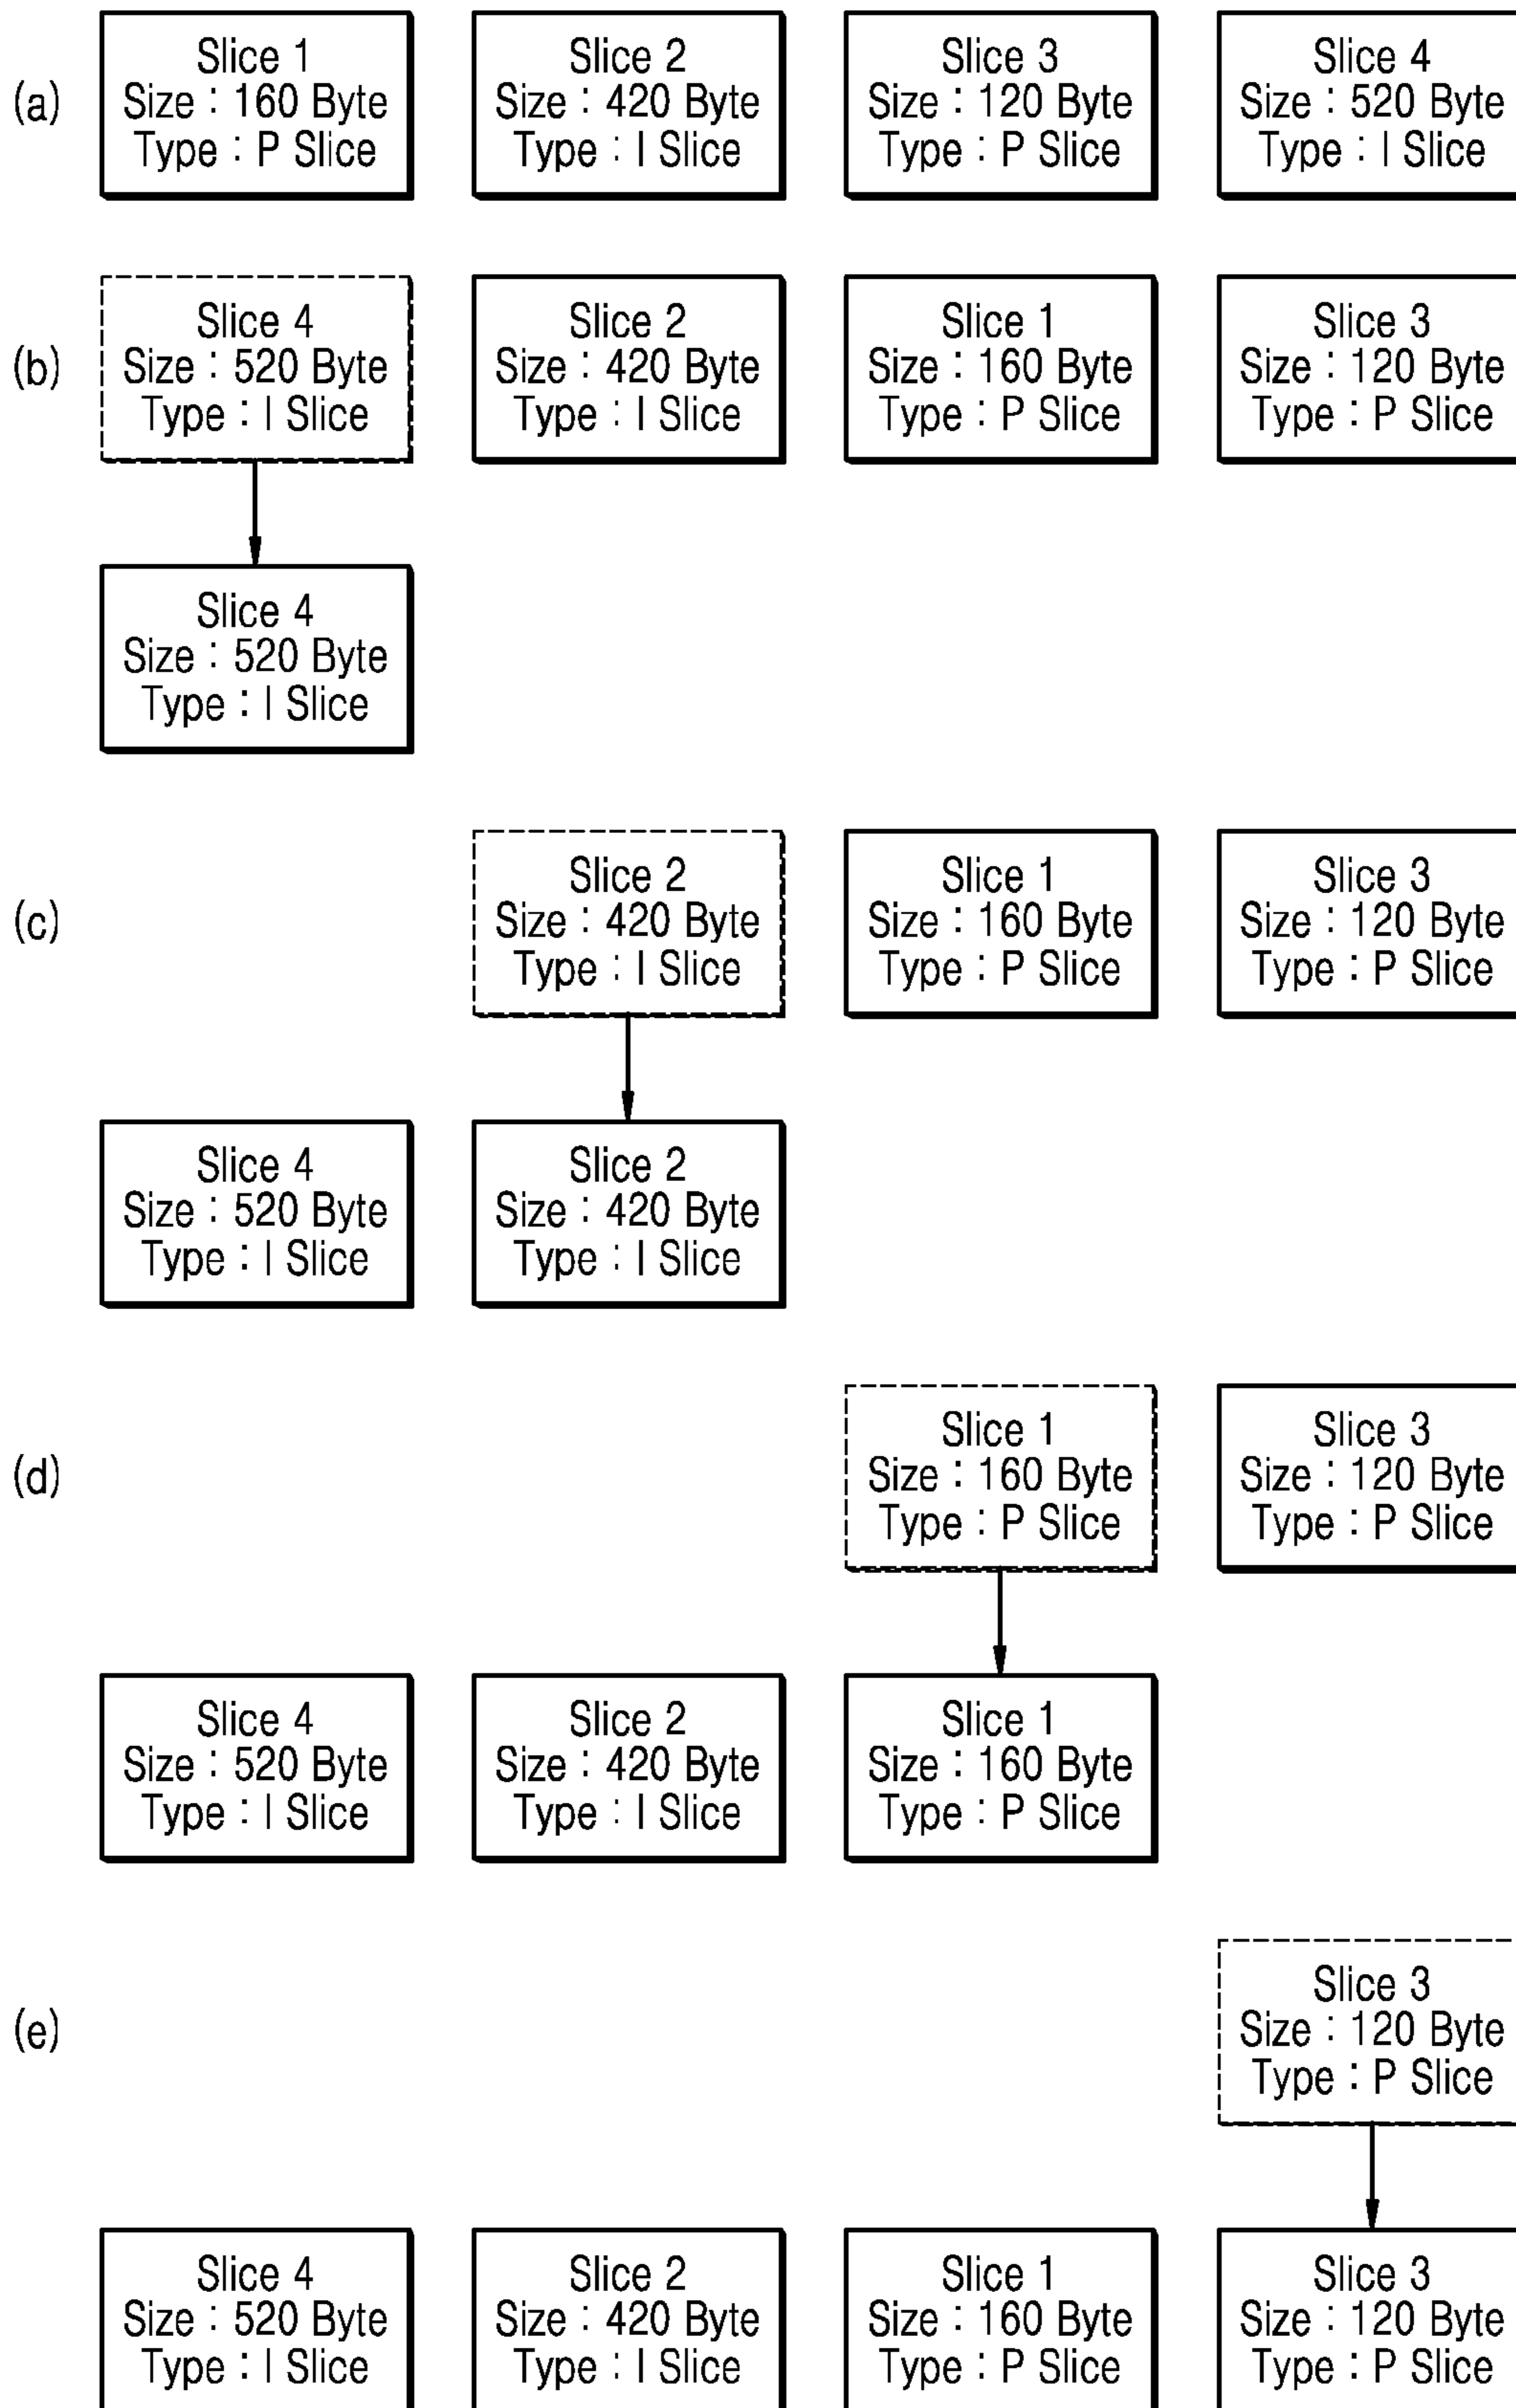 (a)
Slice 1
Size : 160 Byte
Type : P Slice
Slice 2
Size : 420 Byte
Type : I Slice
Slice 3
Size : 120 Byte
Type : P Slice
Slice 4
Size : 520 Byte
Type : I Slice
(b)
Slice 4
Size : 520 Byte
Type : I Slice
Slice 2
Size : 420 Byte
Type : I Slice
Slice 1
Size : 160 Byte
Type : P Slice
Slice 3
Size : 120 Byte
Type : P Slice
Slice 4
Size : 520 Byte
Type : I Slice
(c)
Slice 2
Size : 420 Byte
Type : I Slice
Slice 1
Size : 160 Byte
Type : P Slice
Slice 3
Size : 120 Byte
Type : P Slice
Slice 4
Size : 520 Byte
Type : I Slice
Slice 2
Size : 420 Byte
Type : I Slice
(d)
Slice 1
Size : 160 Byte
Type : P Slice
Slice 3
Size : 120 Byte
Type : P Slice
Slice 4
Size : 520 Byte
Type : I Slice
Slice 2
Size : 420 Byte
Type : I Slice
Slice 1
Size : 160 Byte
Type : P Slice
(e)
Slice 3
Size : 120 Byte
Type : P Slice
Slice 4
Size : 520 Byte
Type : I Slice
Slice 2
Size : 420 Byte
Type : I Slice
Slice 1
Size : 160 Byte
Type : P Slice
Slice 3
Size : 120 Byte
Type : P Slice